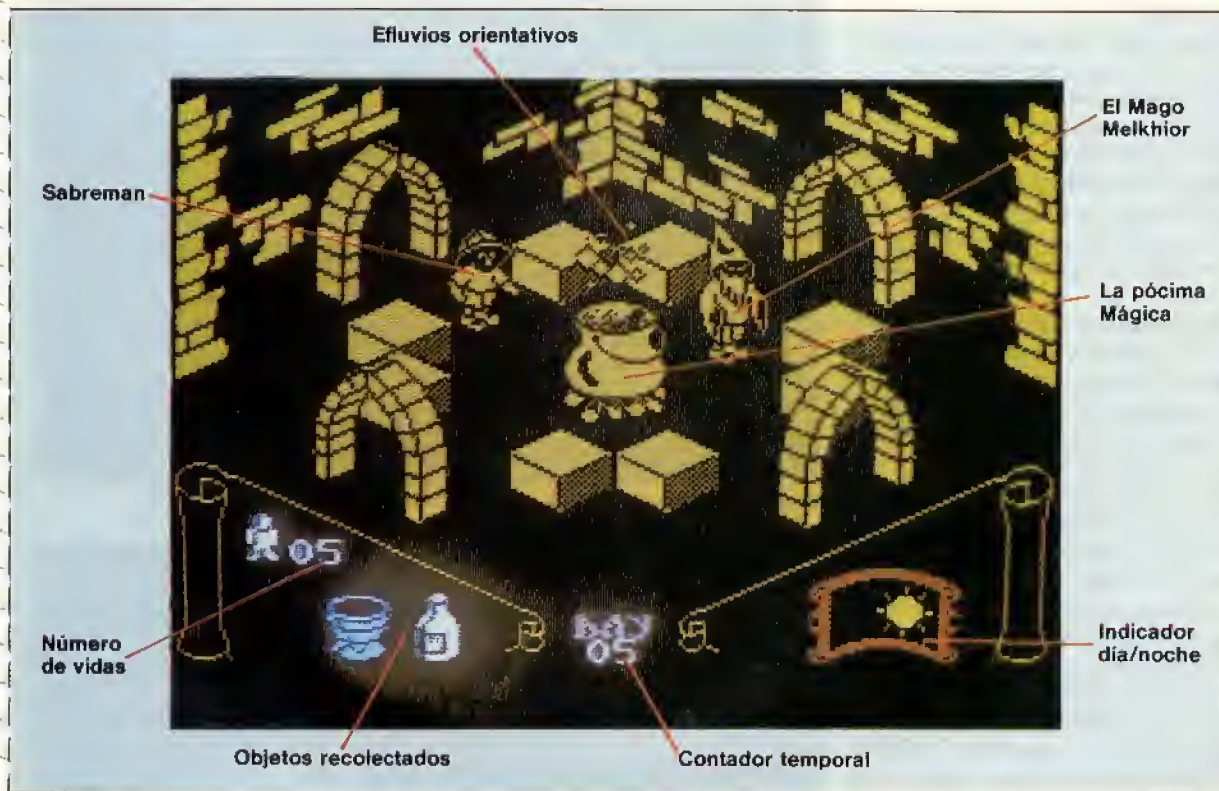 Efluvios orientativos
El Mago
Melkhior
Sabreman
La pócima
Mágica
05
DAY
05
Número
de vidas
Indicador
día/noche
Objetos recolectados
Contador temporal